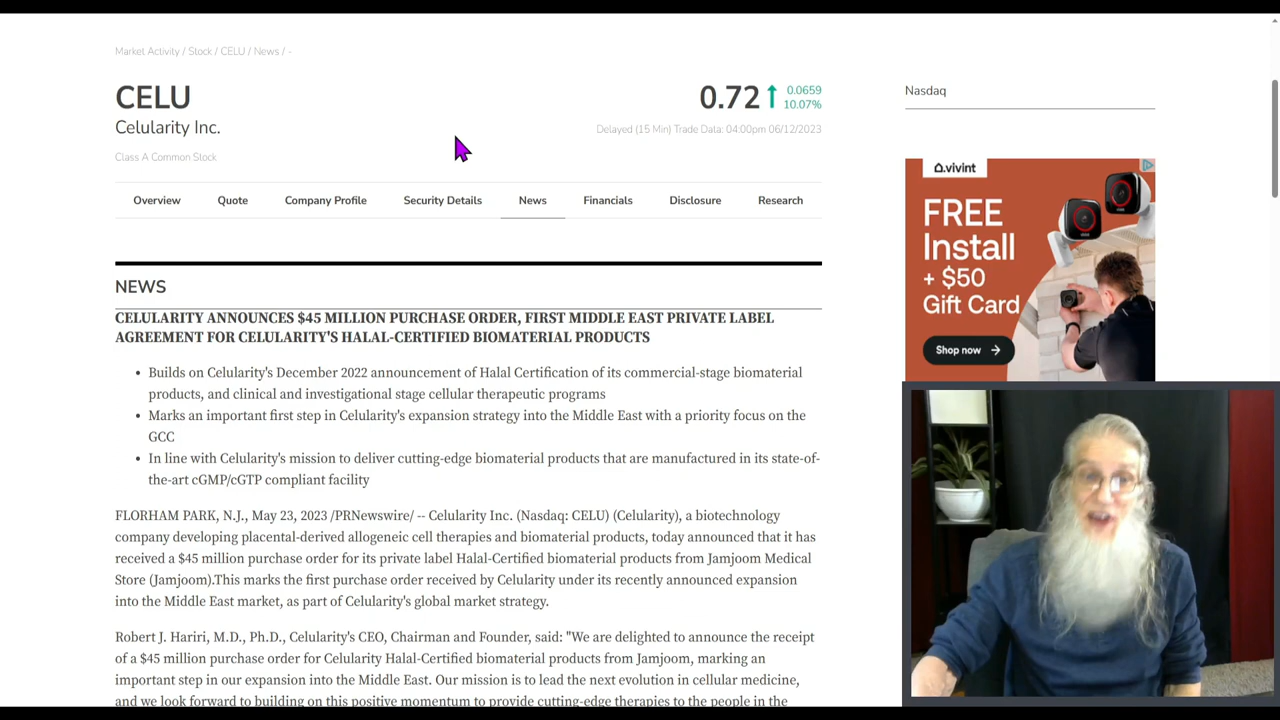 Market Activity / Stock / CELU / News / -
CELU
0.72
0.0659
10.07%
Celularity Inc.
Delayed (15 Min) Trade Data: 04:00pm 06/12/2023
Class A Common Stock
Overview Quote Company Profile Security Details News Financials Disclosure Research
NEWS
CELULARITY ANNOUNCES $45 MILLION PURCHASE ORDER, FIRST MIDDLE EAST PRIVATE LABEL
AGREEMENT FOR CELULARITY'S HALAL-CERTIFIED BIOMATERIAL PRODUCTS
• Builds on Celularity's December 2022 announcement of Halal Certification of its commercial-stage biomaterial
products, and clinical and investigational stage cellular therapeutic programs
• Marks an important first step in Celularity's expansion strategy into the Middle East with a priority focus on the
GCC
• In line with Celularity's mission to deliver cutting-edge biomaterial products that are manufactured in its state-of-
the-art cGMP/cGTP compliant facility
FLORHAM PARK, N.J., May 23, 2023 /PRNewswire/ -- Celularity Inc. (Nasdaq: CELU) (Celularity), a biotechnology
company developing placental-derived allogeneic cell therapies and biomaterial products, today announced that it has
received a $45 million purchase order for its private label Halal-Certified biomaterial products from Jamjoom Medical
Store (Jamjoom).This marks the first purchase order received by Celularity under its recently announced expansion
into the Middle East market, as part of Celularity's global market strategy.
Robert J. Hariri, M.D., Ph.D., Celularity's CEO, Chairman and Founder, said: "We are delighted to announce the receipt
of a $45 million purchase order for Celularity Halal-Certified biomaterial products from Jamjoom, marking an
important step in our expansion into the Middle East. Our mission is to lead the next evolution in cellular medicine,
and we look forward to building on this positive momentum to provide cutting-edge therapies to the people in the
Nasdaq
vivint
FREE
Install
+ $50
Gift Card
Shop now